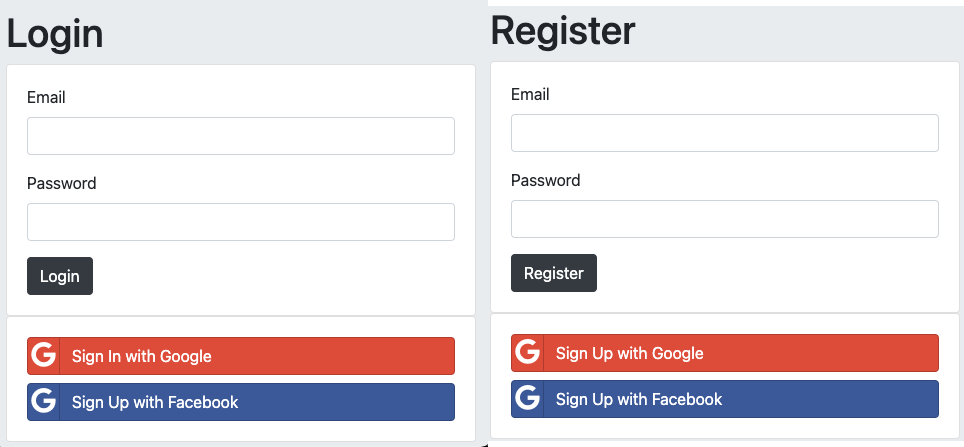 Login
Email
Password
Login
G Sign In with Google
G Sign Up with Facebook
Register
Email
Password
Register
G Sign Up with Google
G Sign Up with Facebook